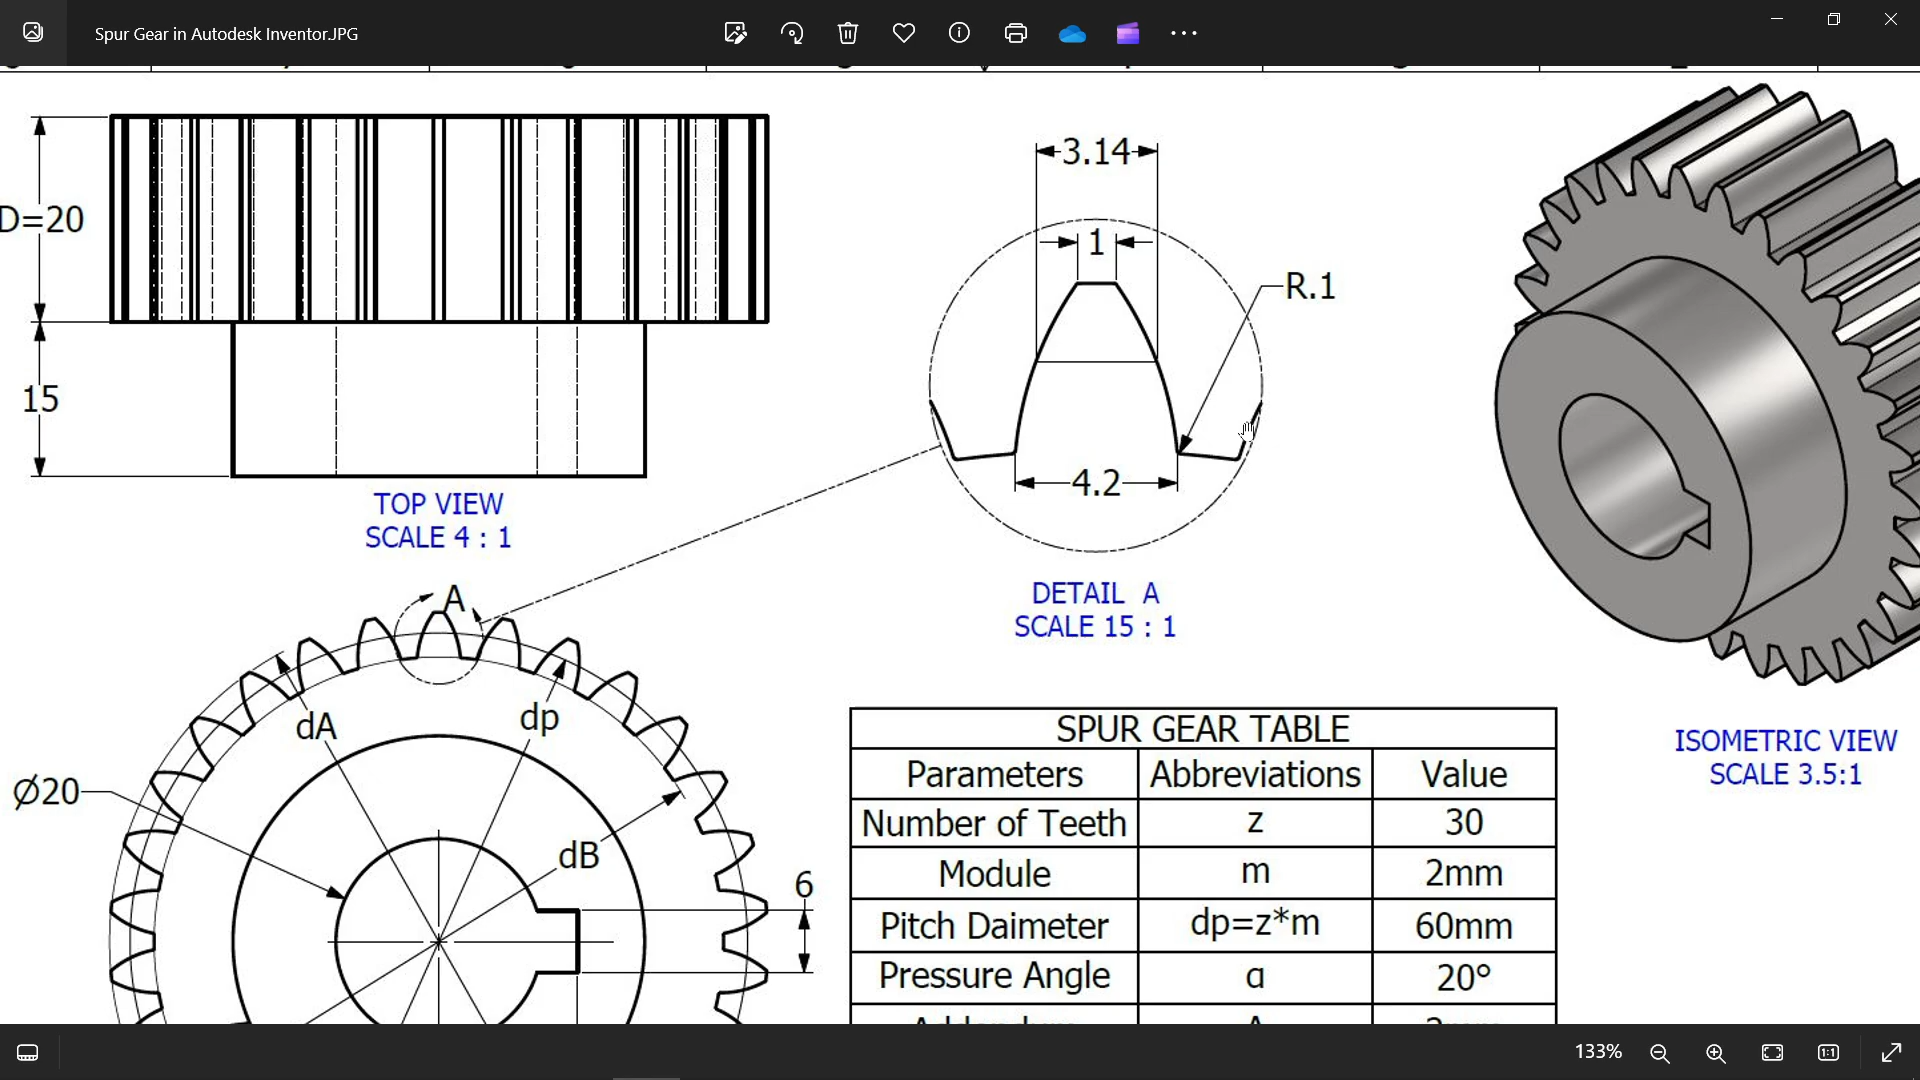 Spur Gear in Autodesk Inventor.JPG
D=20
15
TOP VIEW
SCALE 4 : 1
3.14
1
R.1
4.2
DETAIL A
SCALE 15 : 1
A
dA
dp
dB
Ø20
6
ISOMETRIC VIEW
SCALE 3.5:1
SPUR GEAR TABLE
Parameters Abbreviations Value
Number of Teeth z 30
Module m 2mm
Pitch Daimeter dp=z*m 60mm
Pressure Angle α 20°
133%
1:1